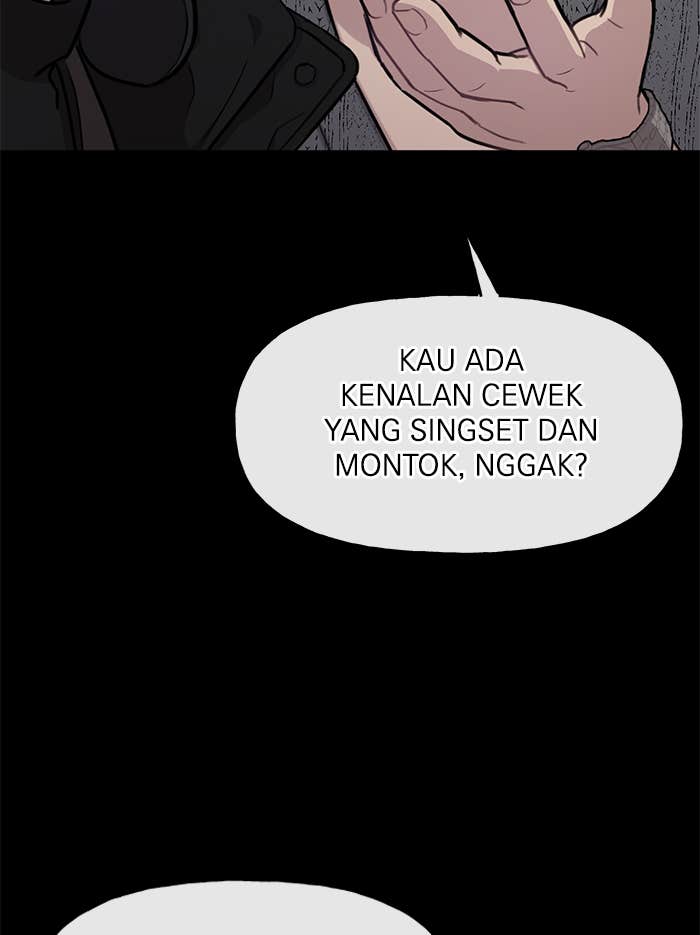 KAU ADA
KENALAN CEWEK
YANG SINGSET DAN
MONTOK, NGGAK?